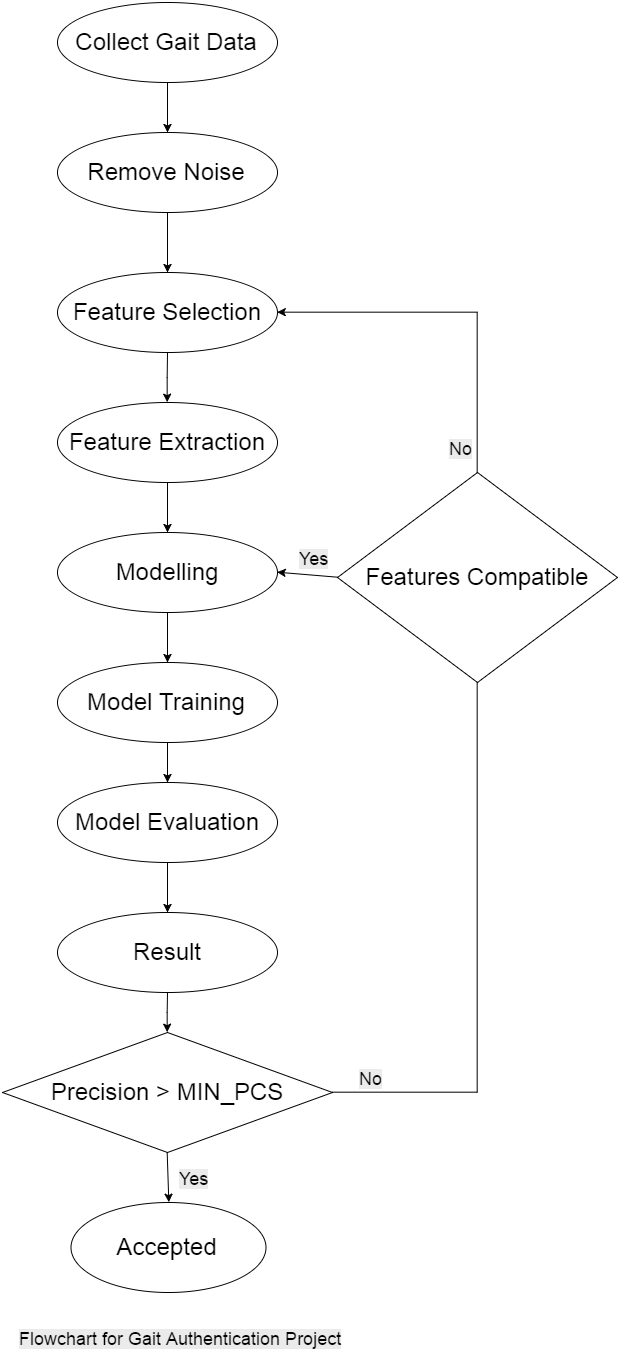 Collect Gait Data
Remove Noise
Feature Selection
Feature Extraction
No
Yes
Modelling
Features Compatible
Model Training
Model Evaluation
Result
Precision > MIN_PCS
No
Yes
Accepted
Flowchart for Gait Authentication Project